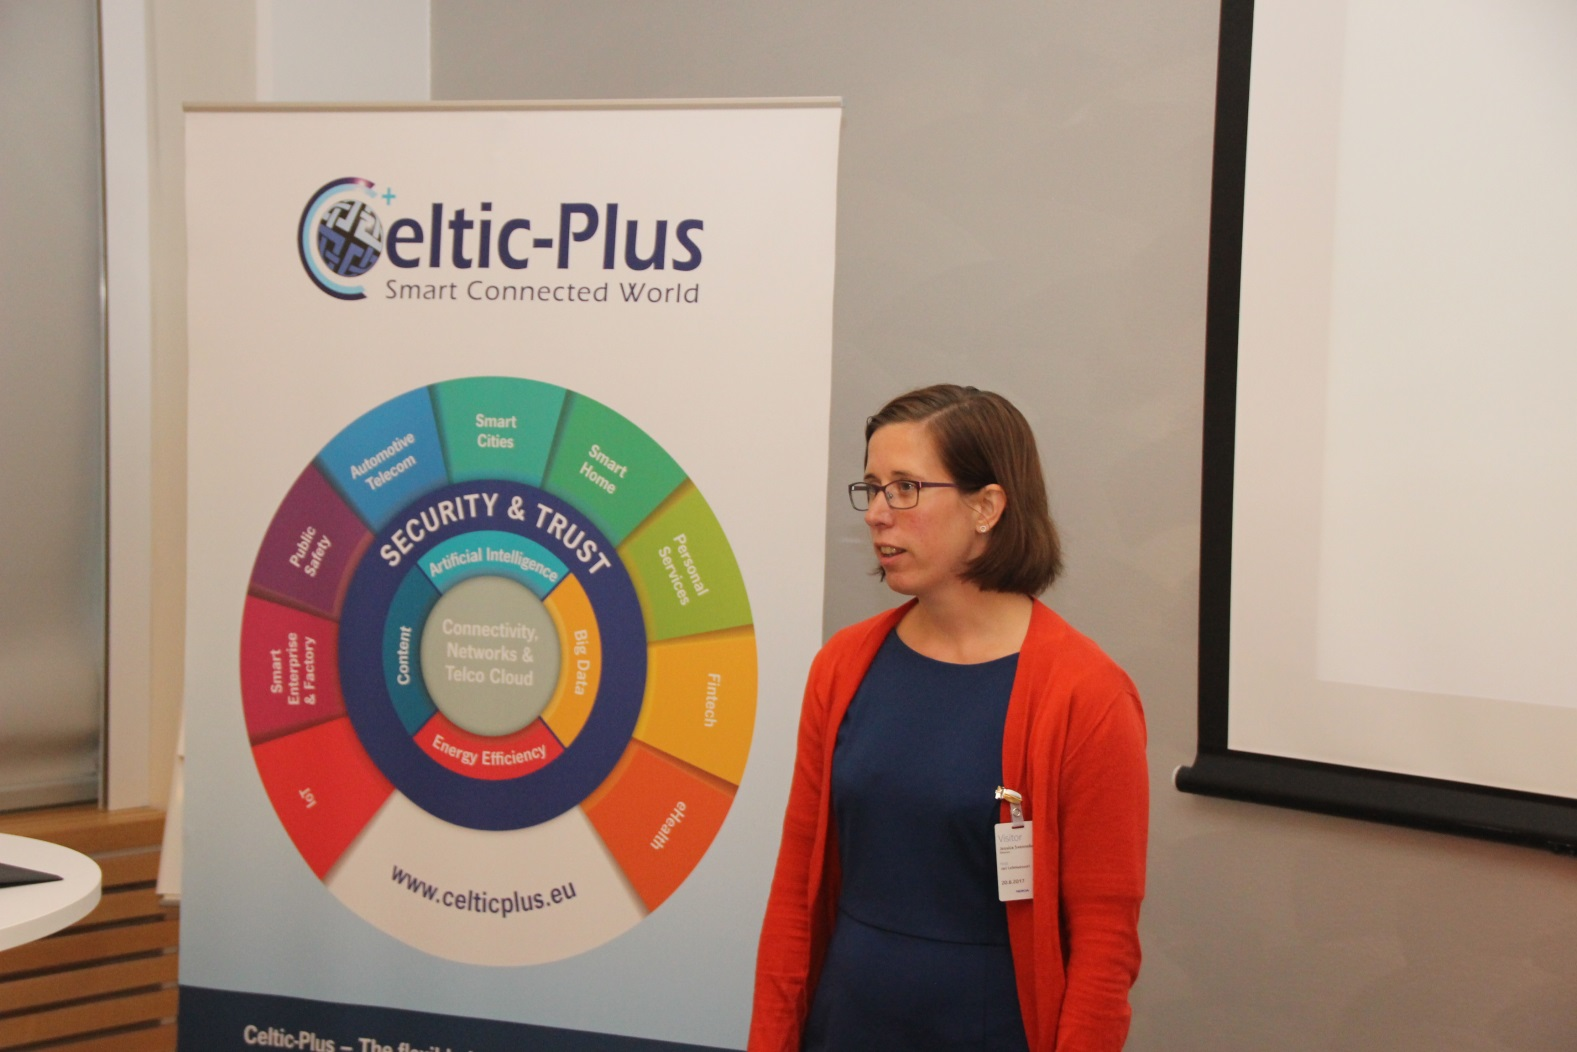 Celtic-Plus
Smart Connected World
Smart
Cities
Smart
Home
Personal
Services
Fintech
eHealth
www.celticplus.eu
IoT
Smart
Enterprise
& Factory
Public
Safety
Automotive
Telecom
SECURITY & TRUST
Artificial Intelligence
Big Data
Energy Efficiency
Content
Connectivity,
Networks &
Telco Cloud
Celtic-Plus – The
Visitor